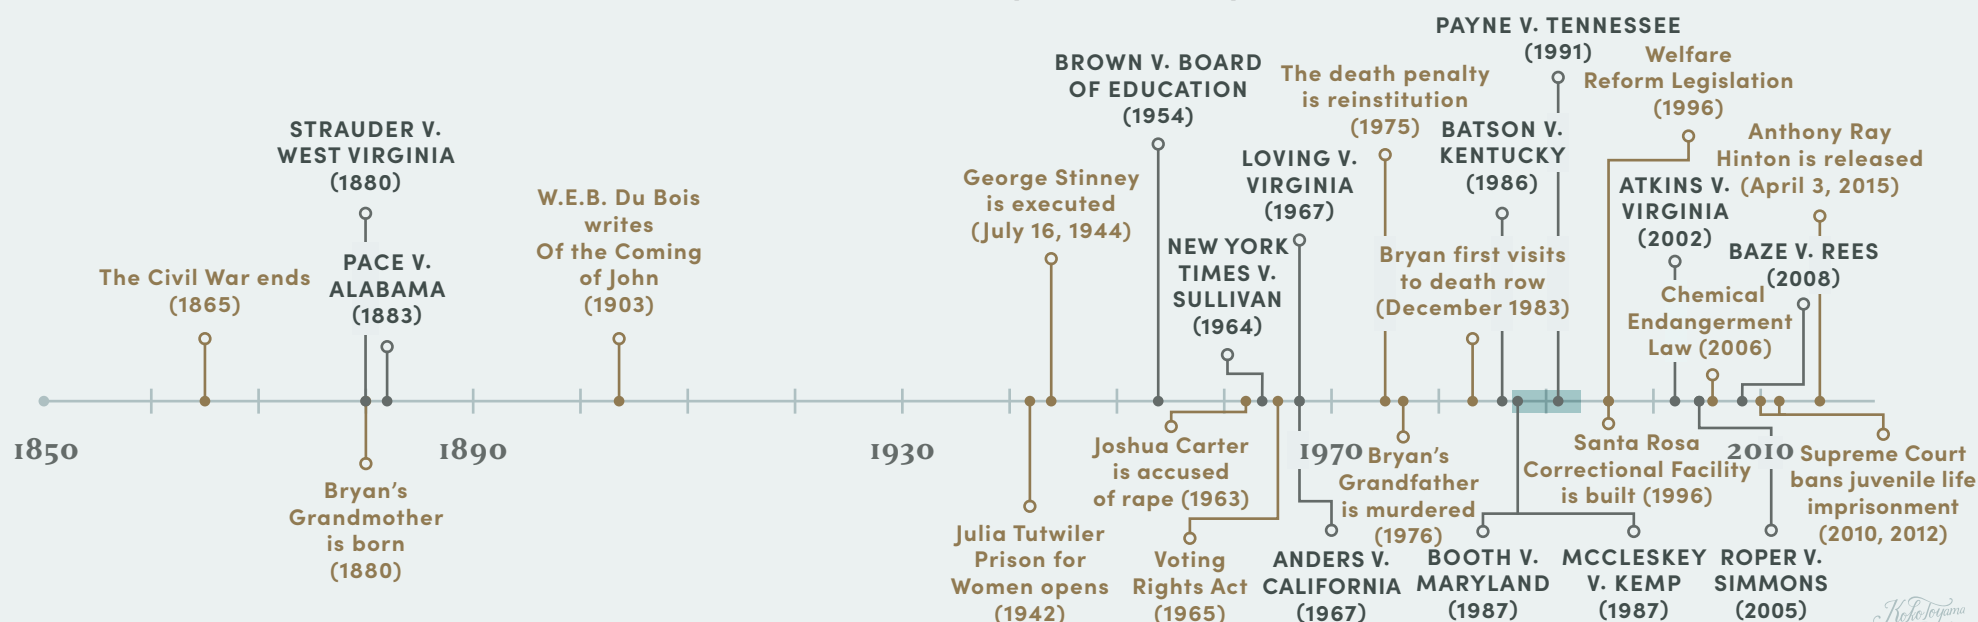 PAYNE V. TENNESSEE
(1991)
BROWN V. BOARD
OF EDUCATION
(1954)
The death penalty
is reinstitution
(1975)
Welfare
Reform Legislation
(1996)
STRAUDER V.
WEST VIRGINIA
(1880)
BATSON V.
KENTUCKY
(1986)
Anthony Ray
Hinton is released
(April 3, 2015)
LOVING V.
VIRGINIA
(1967)
George Stinney
is executed
(July 16, 1944)
ATKINS V.
VIRGINIA
(2002)
W.E.B. Du Bois
writes
Of the Coming
of John
(1903)
NEW YORK
TIMES V.
SULLIVAN
(1964)
Bryan first visits
to death row
(December 1983)
BAZE V. REES
(2008)
The Civil War ends
(1865)
PACE V.
ALABAMA
(1883)
Chemical
Endangerment
Law (2006)
1850
1890
1930
1970
2010
Bryan's
Grandmother
is born
(1880)
Julia Tutwiler
Prison for
Women opens
(1942)
Joshua Carter
is accused
of rape (1963)
Voting
Rights Act
(1965)
ANDERS V.
CALIFORNIA
(1967)
Bryan's
Grandfather
is murdered
(1976)
BOOTH V.
MARYLAND
(1987)
MCCLESKEY
V. KEMP
(1987)
Santa Rosa
Correctional Facility
is built (1996)
ROPER V.
SIMMONS
(2005)
Supreme Court
bans juvenile life
imprisonment
(2010, 2012)
Koko Toyama